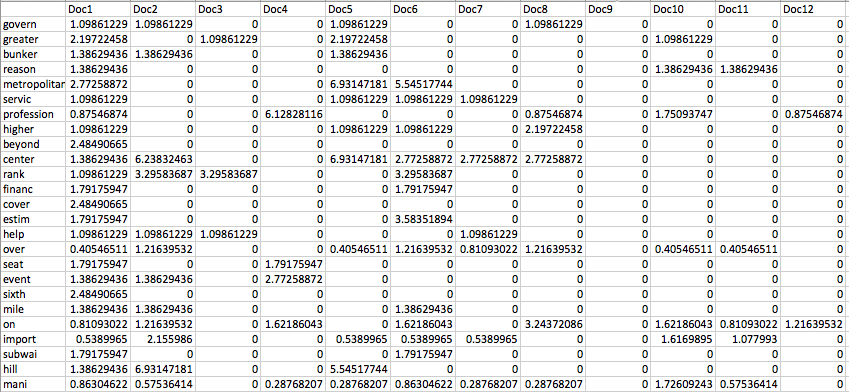 Doc1 Doc2 Doc3 Doc4 Doc5 Doc6 Doc7 Doc8 Doc9 Doc10 Doc11 Doc12
govern 1.09861229 1.09861229 0 0 1.09861229 0 0 1.09861229 0 0 0 0
greater 2.19722458 0 1.09861229 0 2.19722458 0 0 0 0 1.09861229 0 0
bunker 1.38629436 1.38629436 0 0 1.38629436 0 0 0 0 0 0 0
reason 1.38629436 0 0 0 0 0 0 0 0 1.38629436 1.38629436 0
metropolitan 2.77258872 0 0 0 6.93147181 5.54517744 0 0 0 0 0 0
servic 1.09861229 0 0 0 1.09861229 1.09861229 1.09861229 0 0 0 0 0
profession 0.87546874 0 6.12828116 0 0 0 0 0.87546874 0 1.75093747 0 0.87546874
higher 1.09861229 0 0 0 1.09861229 1.09861229 0 2.19722458 0 0 0 0
beyond 2.48490665 0 0 0 0 0 0 0 0 0 0 0
center 1.38629436 6.23832463 0 0 6.93147181 2.77258872 2.77258872 2.77258872 0 0 0 0
rank 1.09861229 3.29583687 3.29583687 0 0 3.29583687 0 0 0 0 0 0
financ 1.79175947 0 0 0 0 1.79175947 0 0 0 0 0 0
cover 2.48490665 0 0 0 0 0 0 0 0 0 0 0
estim 1.79175947 0 0 0 0 3.58351894 0 0 0 0 0 0
help 1.09861229 1.09861229 1.09861229 0 0 0 1.09861229 0 0 0 0 0
over 0.40546511 1.21639532 0 0 0.40546511 1.21639532 0.81093022 1.21639532 0 0.40546511 0.40546511 0
seat 1.79175947 0 0 1.79175947 0 0 0 0 0 0 0 0
event 1.38629436 1.38629436 0 2.77258872 0 0 0 0 0 0 0 0
sixth 2.48490665 0 0 0 0 0 0 0 0 0 0 0
mile 1.38629436 1.38629436 0 0 0 1.38629436 0 0 0 0 0 0
on 0.81093022 1.21639532 0 1.62186043 0 1.62186043 0 3.24372086 0 1.62186043 0.81093022 1.21639532
import 0.5389965 2.155986 0 0 0.5389965 0.5389965 0.5389965 0 0 1.6169895 1.077993 0
subwai 1.79175947 0 0 0 0 1.79175947 0 0 0 0 0 0
hill 1.38629436 6.93147181 0 0 5.54517744 0 0 0 0 0 0 0
mani 0.86304622 0.57536414 0 0.28768207 0.28768207 0.86304622 0.28768207 0.28768207 0 1.72609243 0.57536414 0